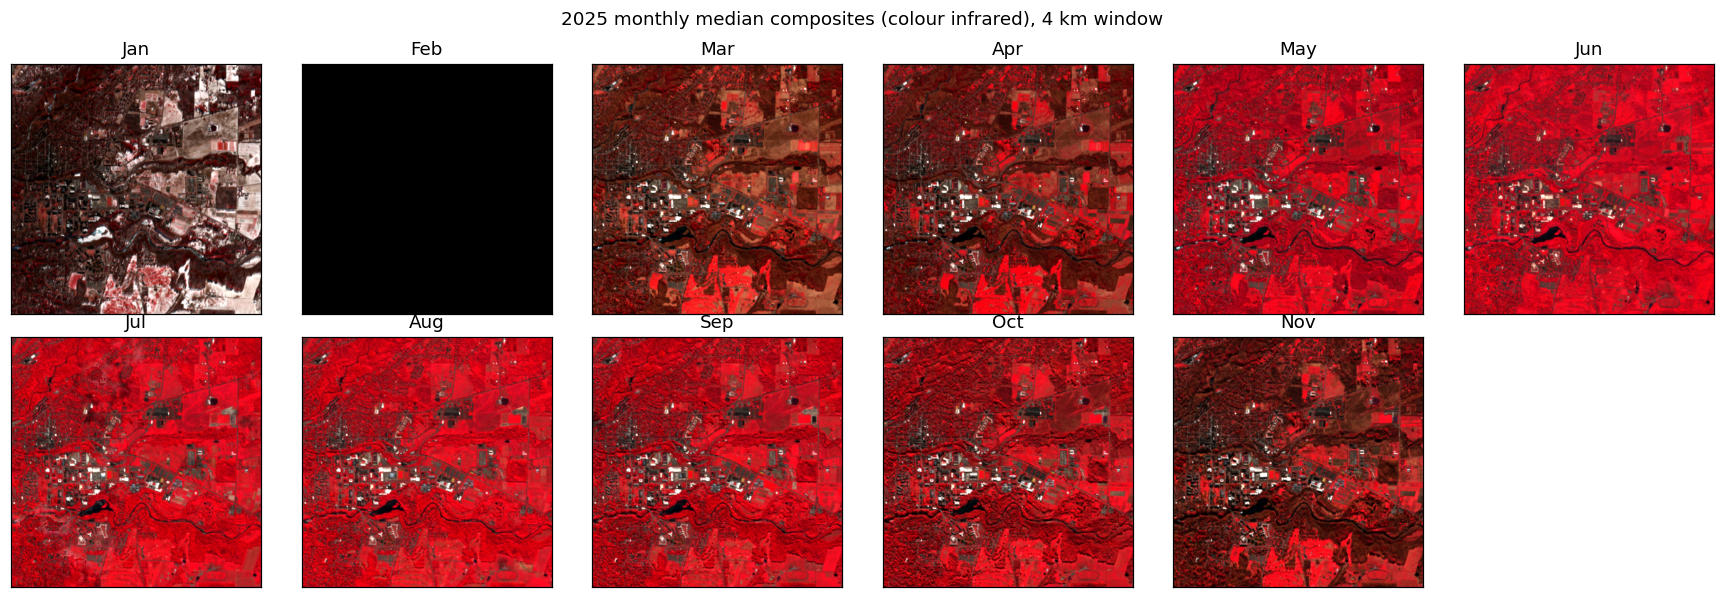 2025 monthly median composites (colour infrared), 4 km window
Jan
Feb
Mar
Apr
May
Jun
Jul
Aug
Sep
Oct
Nov